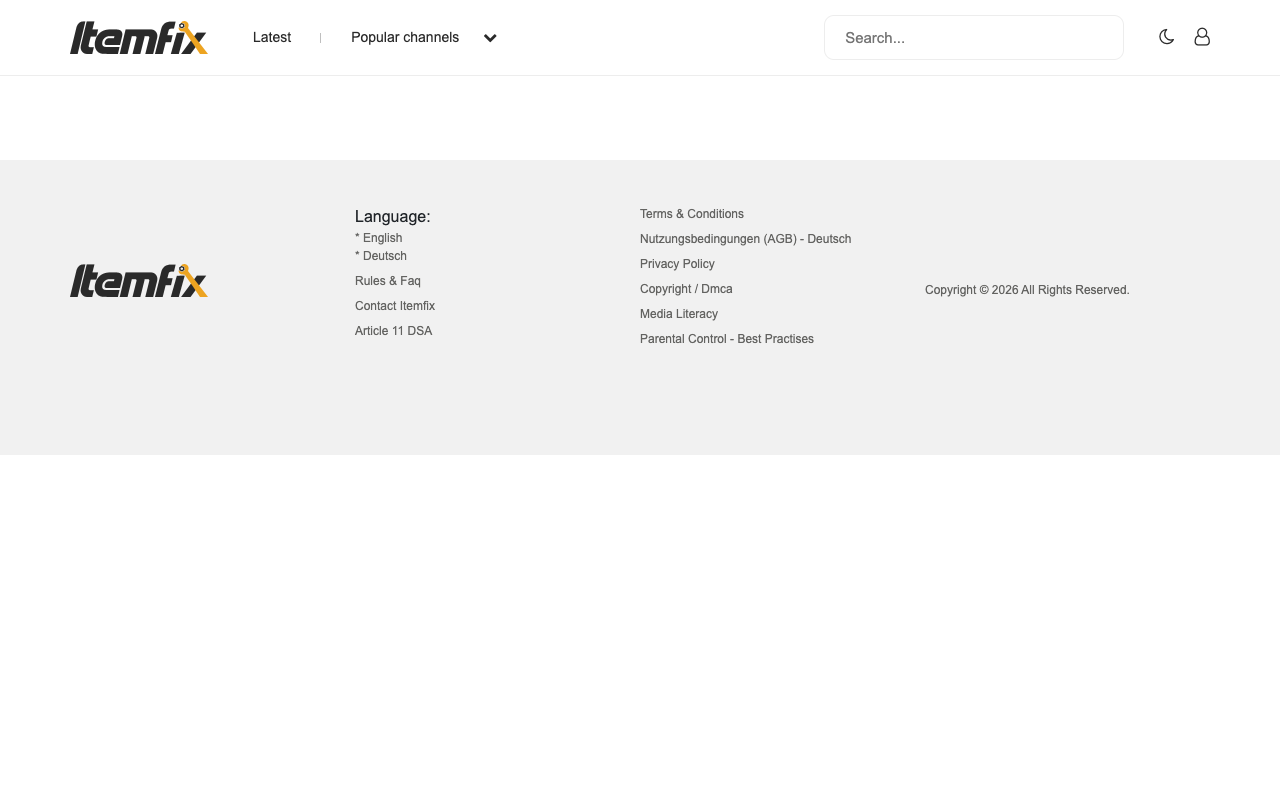 Itemfix
Latest
Popular channels
Search...
Itemfix
Language:
* English
* Deutsch
Rules & Faq
Contact Itemfix
Article 11 DSA
Terms & Conditions
Nutzungsbedingungen (AGB) - Deutsch
Privacy Policy
Copyright / Dmca
Media Literacy
Parental Control - Best Practises
Copyright © 2026 All Rights Reserved.